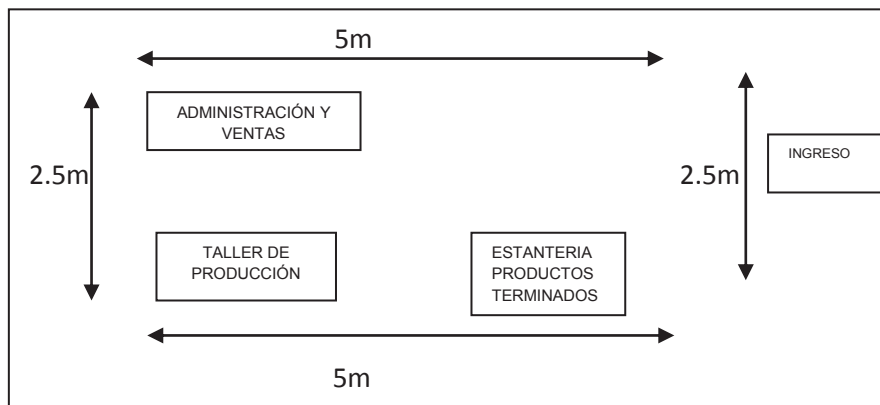 5m
ADMINISTRACIÓN Y
VENTAS
INGRESO
2.5m
2.5m
TALLER DE
PRODUCCIÓN
ESTANTERIA
PRODUCTOS
TERMINADOS
5m